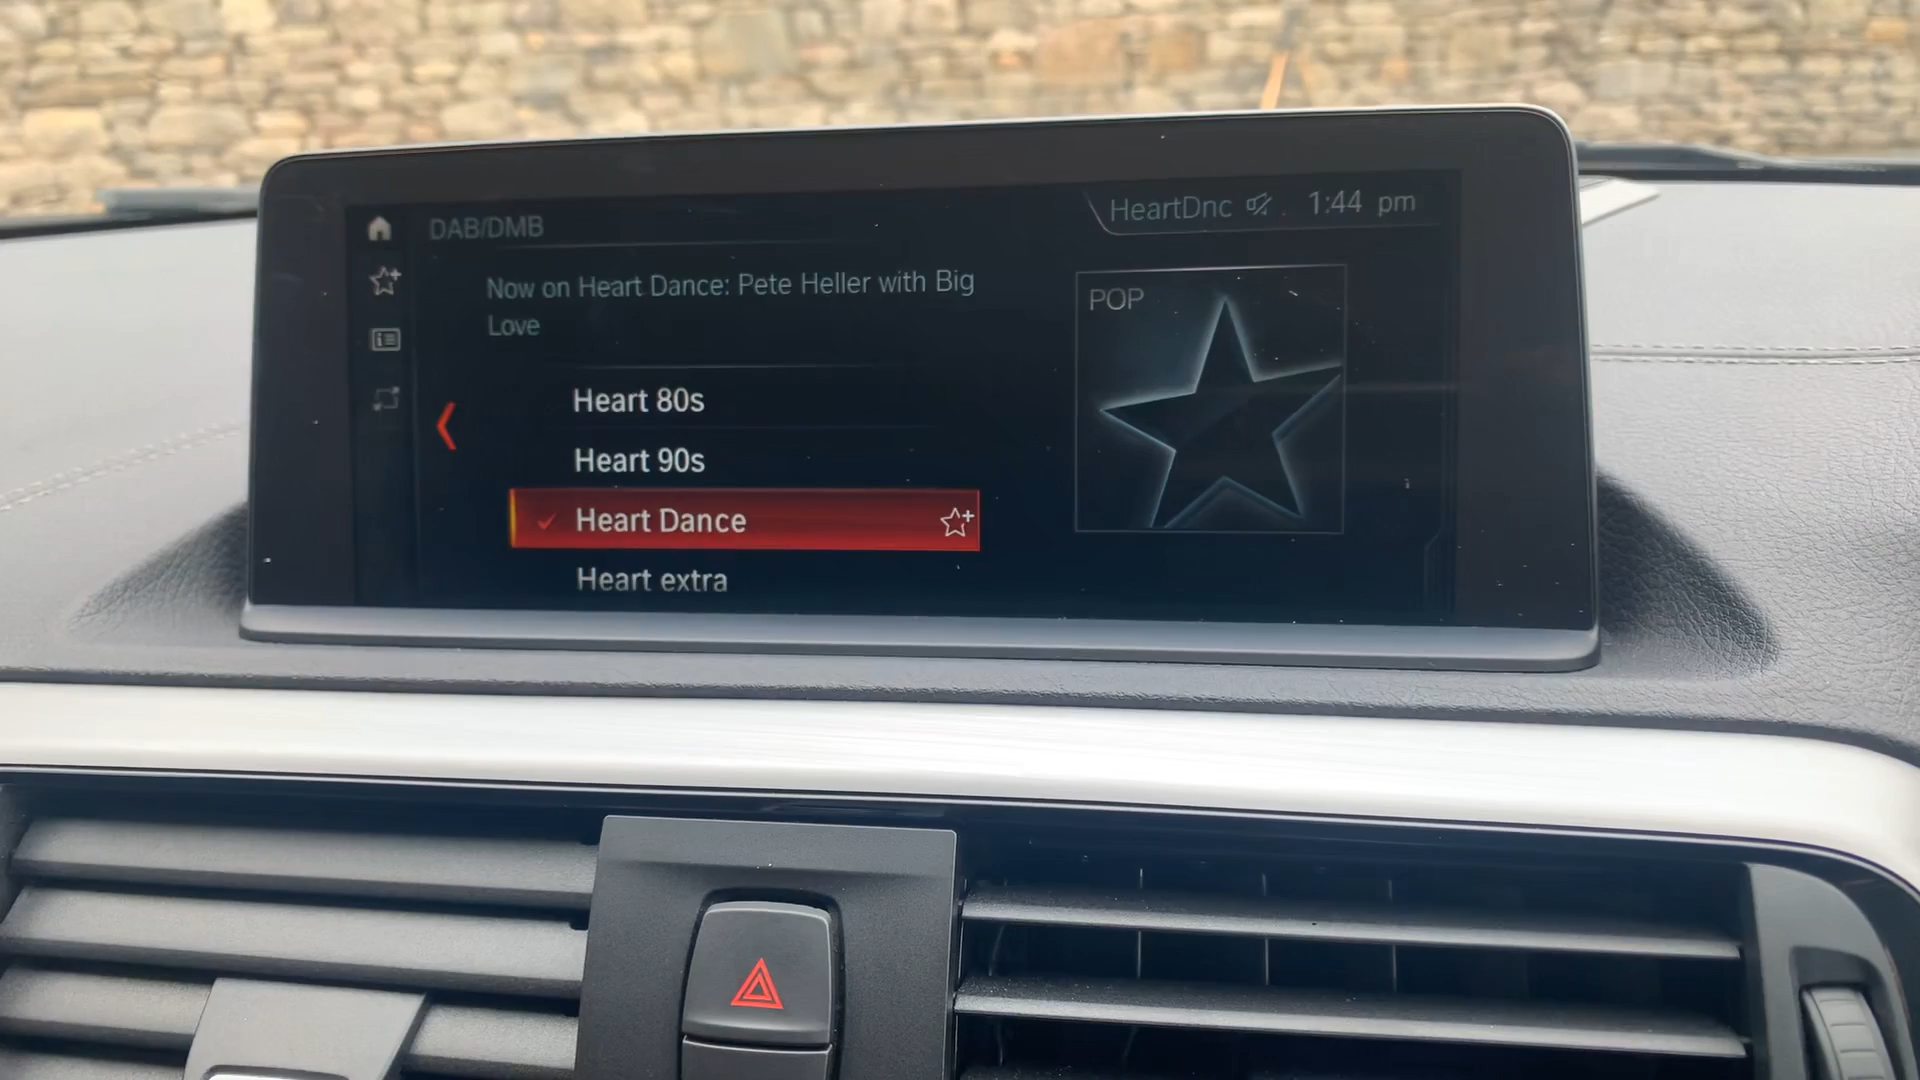 DAB/DMB
HeartDnc
1:44 pm
Now on Heart Dance: Pete Heller with Big
Love
POP
Heart 80s
Heart 90s
Heart Dance
Heart extra